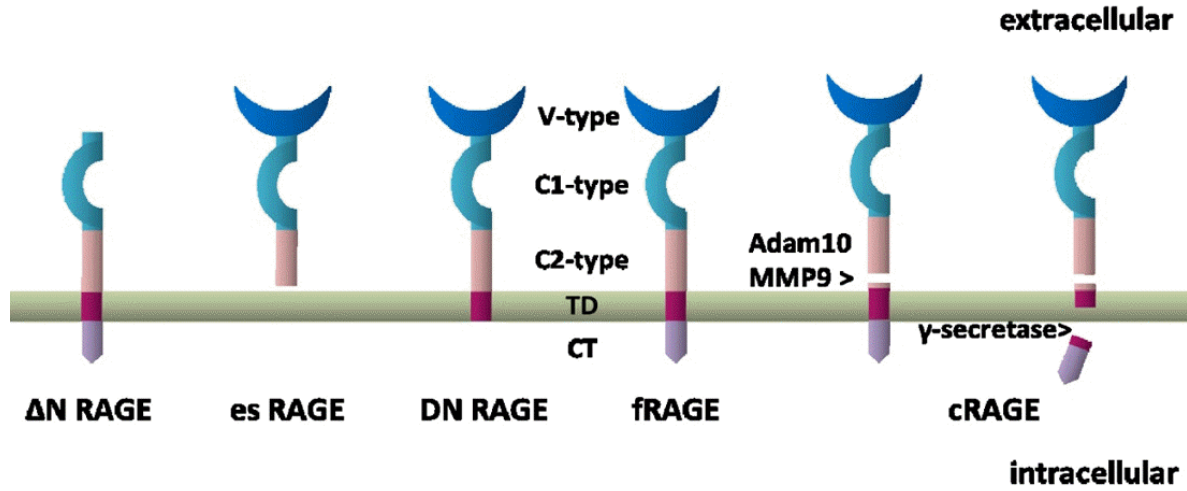 extracellular
V-type
C1-type
C2-type
Adam10
MMP9 >
TD
γ-secretase>
CT
ΔN RAGE
es RAGE
DN RAGE
fRAGE
cRAGE
intracellular